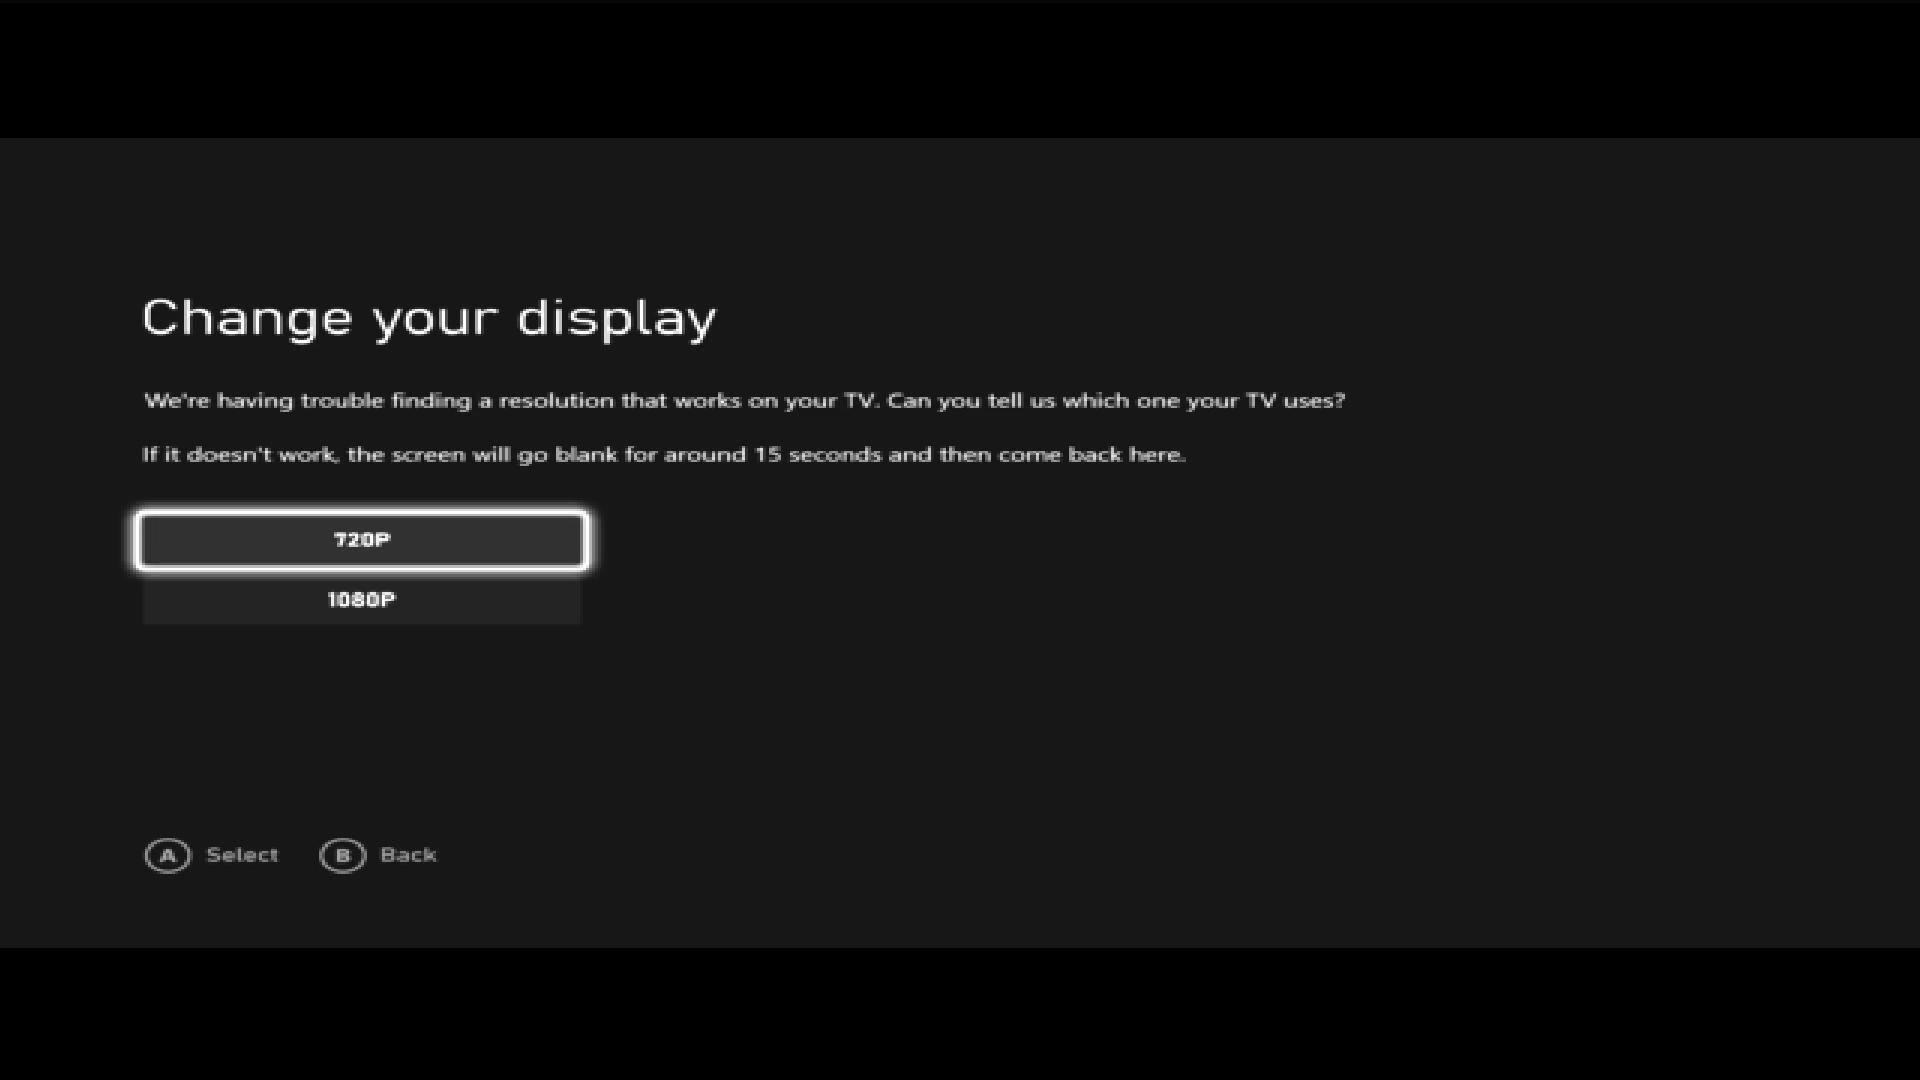 Change your display
We're having trouble finding a resolution that works on your TV. Can you tell us which one your TV uses?
If it doesn't work, the screen will go blank for around 15 seconds and then come back here.
720P
1080P
A Select B Back